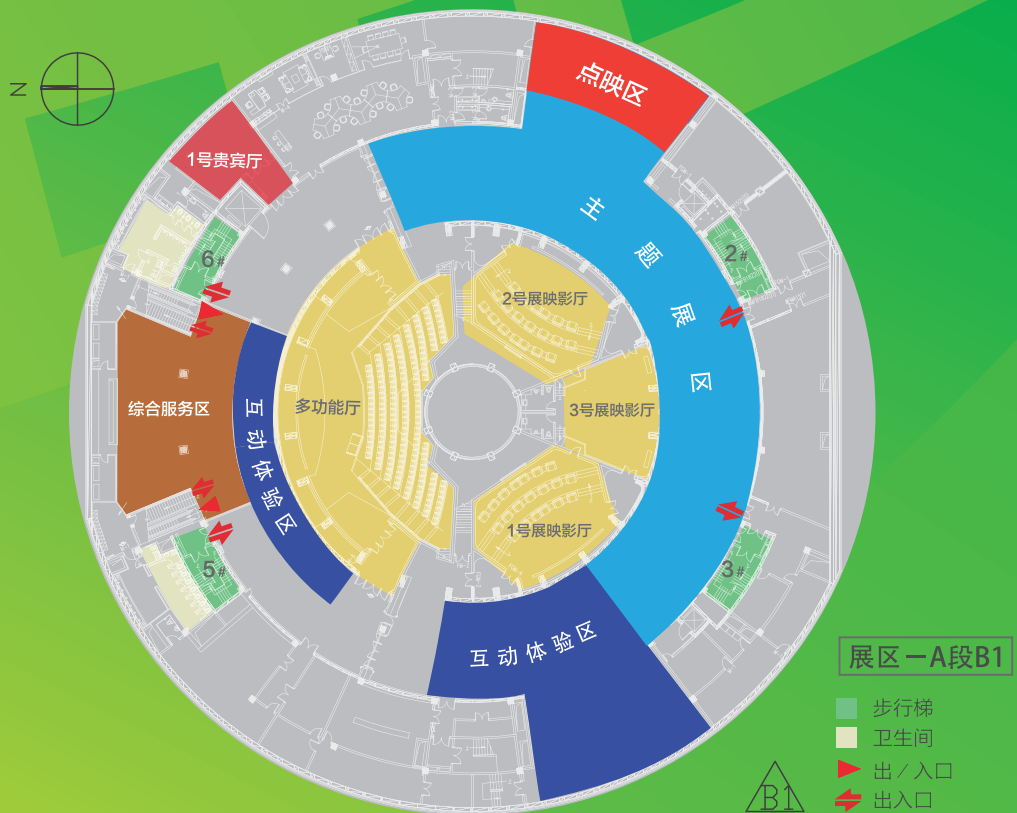 点映区
N
1号贵宾厅
主题展区
6#
2#
2号展映影厅
综合服务区
互动体验区
多功能厅
3号展映影厅
1号展映影厅
5#
3#
互动体验区
展区－A段B1
步行梯
卫生间
出／入口
出入口
B1